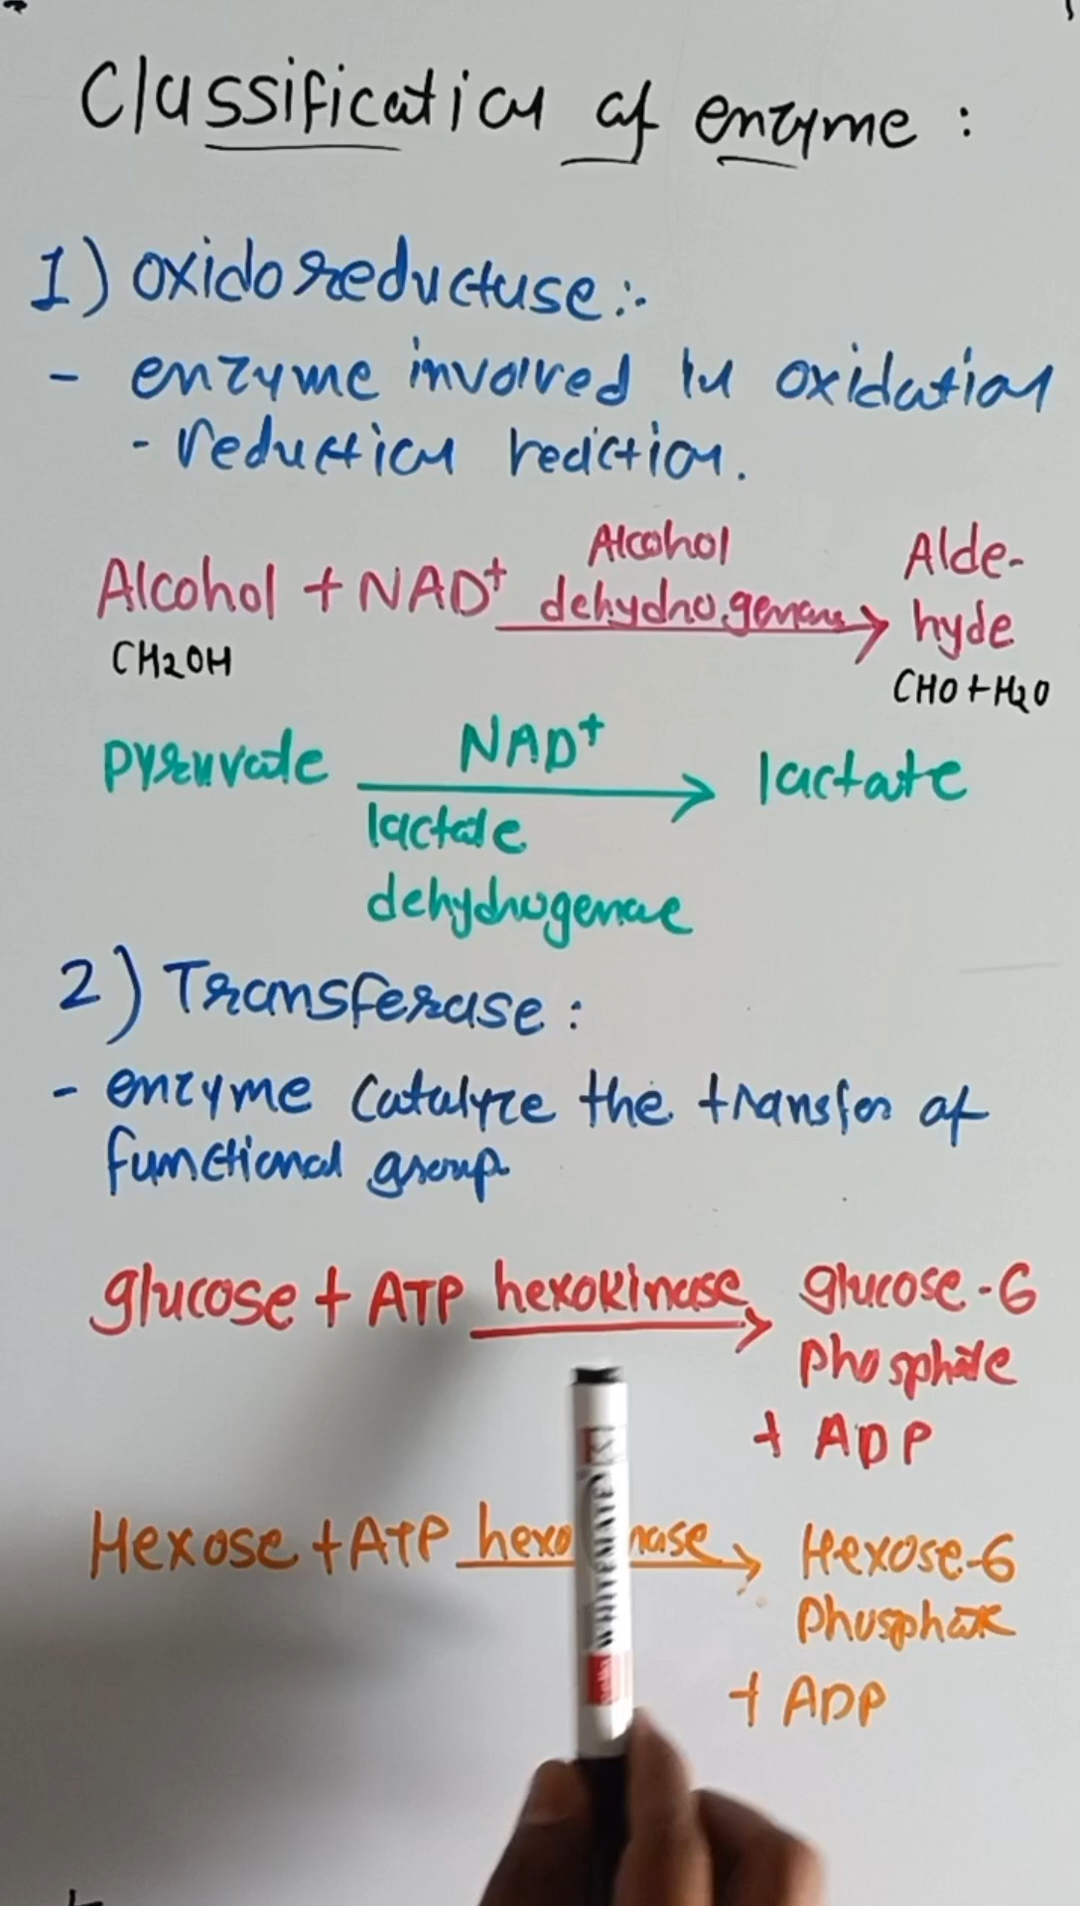 Classification of enzyme :
1) oxidoreductase :-
- enzyme involved in oxidation
- reduction reaction.
Alcohol + NAD+ Alcohol dehydrogenase → Alde-
hyde
CH2OH
CHO + H2O
pyruvate NAD+ → lactate
lactate
dehydrogenase
2) Transferase :
- enzyme catalyze the transfer of
functional group
glucose + ATP hexokinase → glucose-6
phosphate
+ ADP
Hexose + ATP hexo nase → Hexose-6
phosphate
+ ADP
WHITEMATE